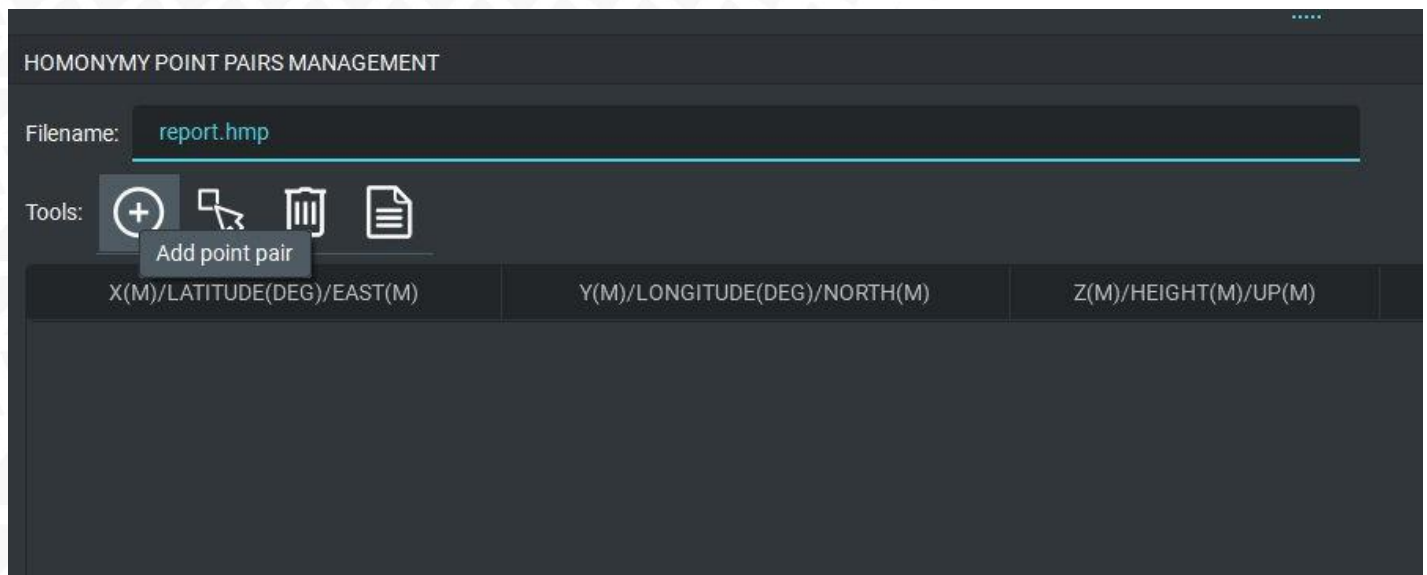 HOMONYMY POINT PAIRS MANAGEMENT
Filename: report.hmp
Tools:
Add point pair
X(M)/LATITUDE(DEG)/EAST(M) Y(M)/LONGITUDE(DEG)/NORTH(M) Z(M)/HEIGHT(M)/UP(M)